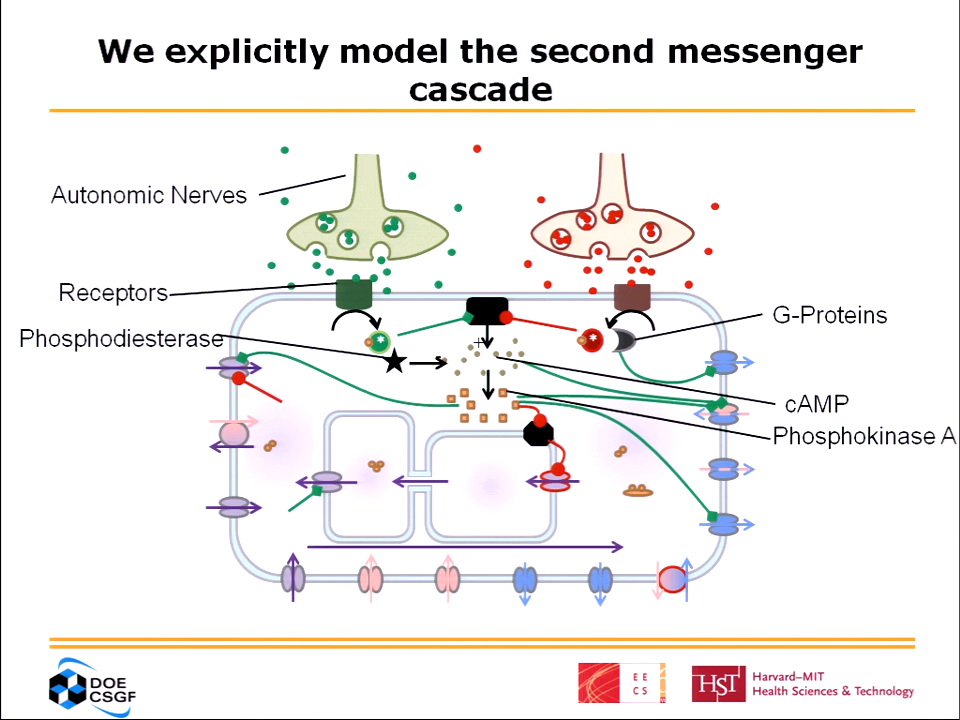 We explicitly model the second messenger
cascade
Autonomic Nerves
Receptors
Phosphodiesterase
G-Proteins
cAMP
Phosphokinase A
DOE
CSGF
E E
C S
HST
Harvard–MIT
Health Sciences & Technology